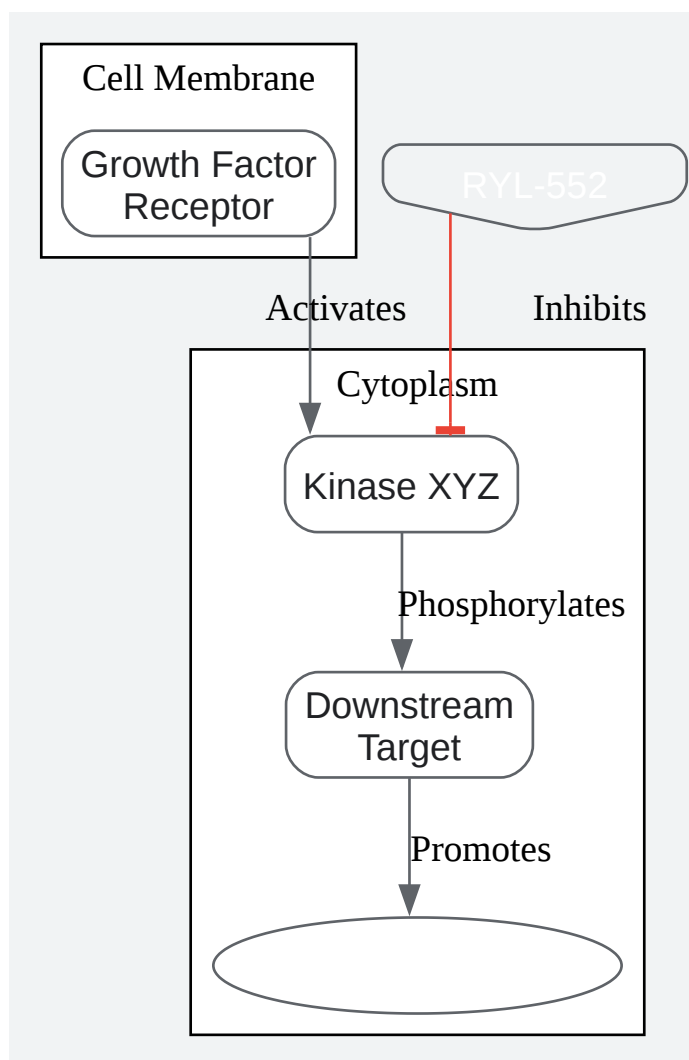 Cell Membrane
Growth Factor
Receptor
RYL-552
Activates
Inhibits
Cytoplasm
Kinase XYZ
Phosphorylates
Downstream
Target
Promotes